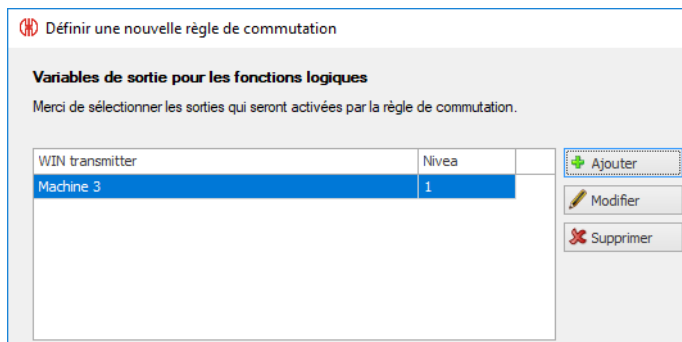 Définir une nouvelle règle de commutation
Variables de sortie pour les fonctions logiques
Merci de sélectionner les sorties qui seront activées par la règle de commutation.
WIN transmitter Nivea
Ajouter
Machine 3 1
Modifier
Supprimer